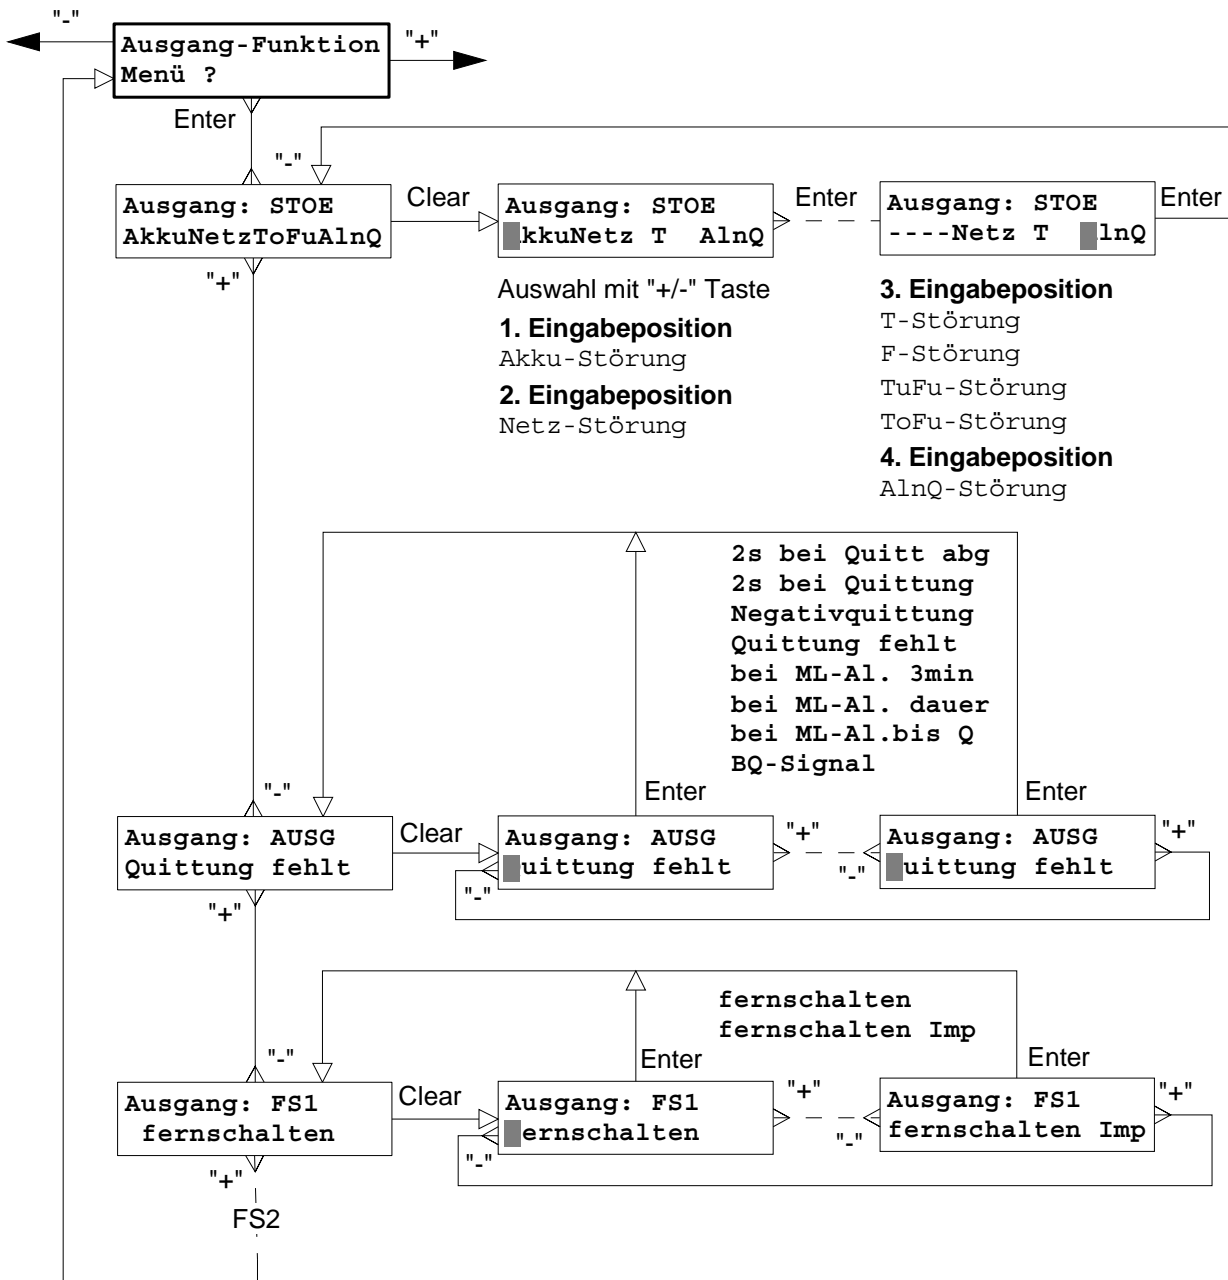 "-"
Ausgang-Funktion
Menü ?
"+"
Enter
"-"
Ausgang: STOE
AkkuNetzToFuAlnQ
Clear
Ausgang: STOE
kkuNetz T AlnQ
Enter
Ausgang: STOE
----Netz T lnQ
Enter
"+"
Auswahl mit "+/-" Taste
1. Eingabeposition
Akku-Störung
2. Eingabeposition
Netz-Störung
3. Eingabeposition
T-Störung
F-Störung
TuFu-Störung
ToFu-Störung
4. Eingabeposition
AlnQ-Störung
2s bei Quitt abg
2s bei Quittung
Negativquittung
Quittung fehlt
bei ML-Al. 3min
bei ML-Al. dauer
bei ML-Al.bis Q
BQ-Signal
"-"
Enter
Enter
Ausgang: AUSG
Quittung fehlt
Clear
Ausgang: AUSG
uittung fehlt
"+"
"-"
Ausgang: AUSG
uittung fehlt
"+"
"-"
"+"
fernschalten
fernschalten Imp
"-"
Enter
Enter
Ausgang: FS1
fernschalten
Clear
Ausgang: FS1
ernschalten
"+"
"-"
Ausgang: FS1
fernschalten Imp
"+"
"-"
"+"
FS2